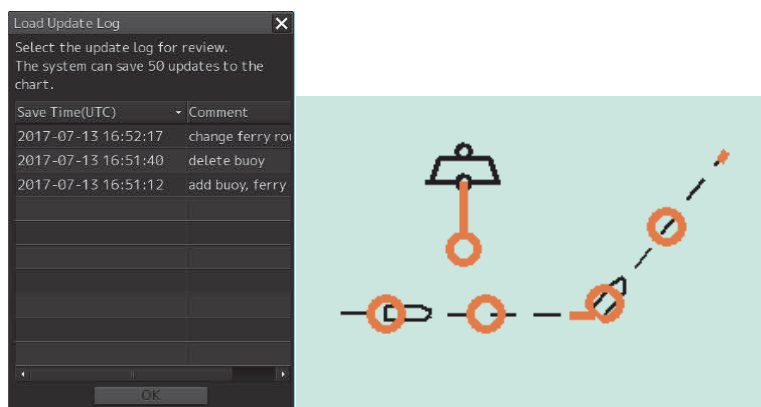 Load Update Log
Select the update log for review.
The system can save 50 updates to the
chart.
Save Time(UTC) Comment
2017-07-13 16:52:17 change ferry
2017-07-13 16:51:40 delete buoy
2017-07-13 16:51:12 add buoy, ferry
OK